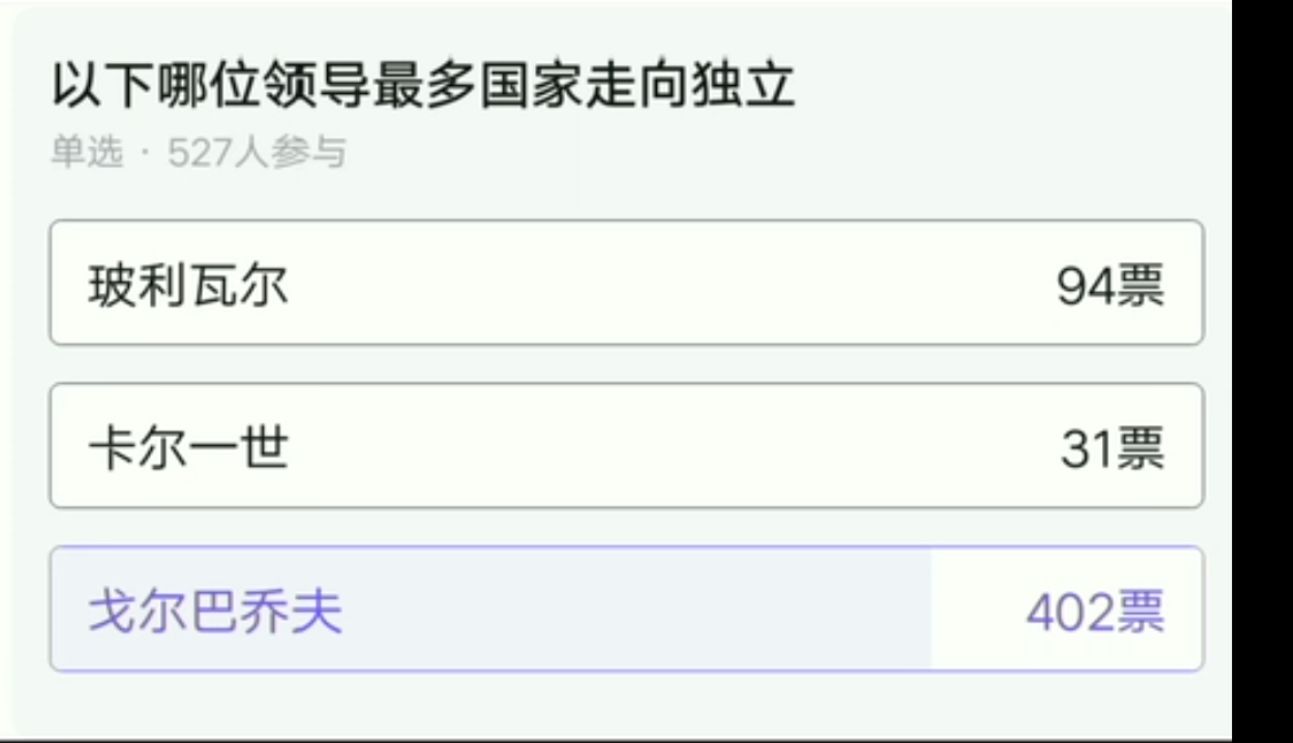 以下哪位领导最多国家走向独立
单选 · 527人参与
玻利瓦尔 94票
卡尔一世 31票
戈尔巴乔夫 402票